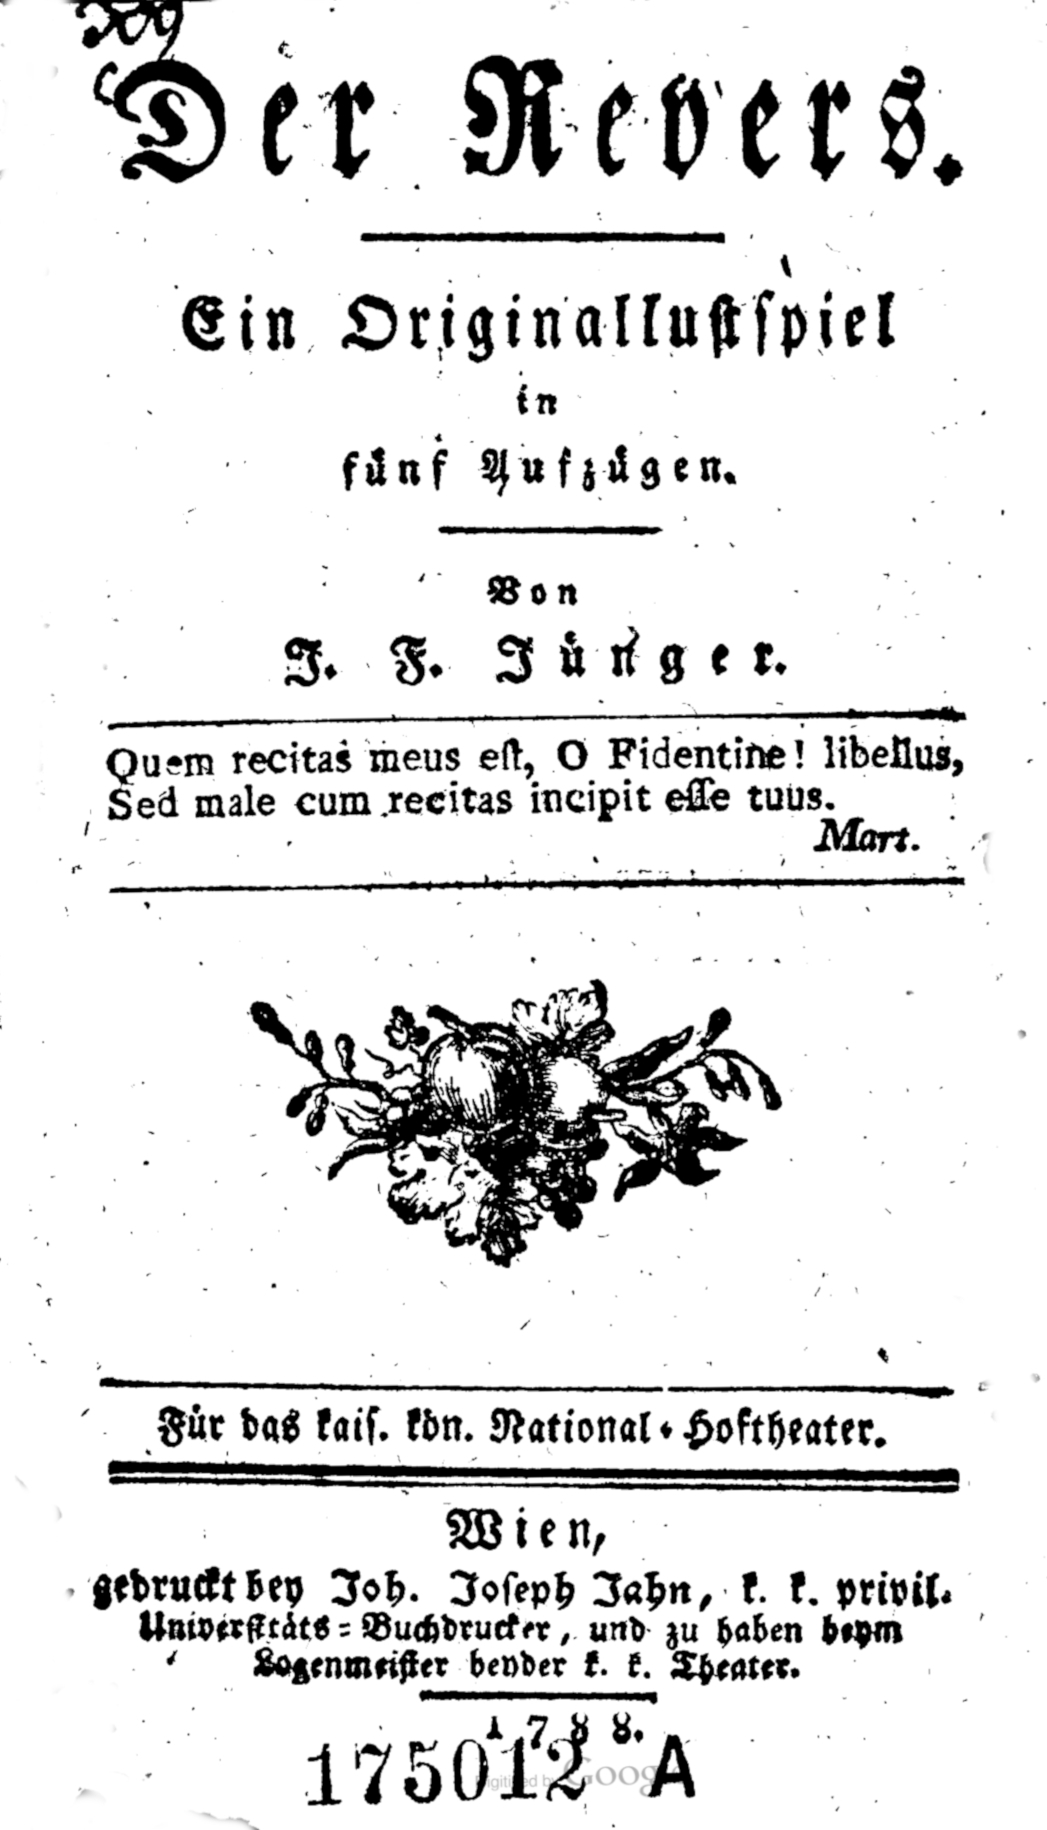 Der Revers.
Ein Originallustspiel
in
fünf Aufzügen.
Von
J. F. Jünger.
Quem recitas meus est, O Fidentine! libellus,
Sed male cum recitas incipit esse tuus.
Mart.
Für das kais. kön. National-Hoftheater.
Wien,
gedruckt bey Joh. Joseph Jahn, k. k. privil.
Universitäts-Buchdrucker, und zu haben beym
Logenmeister beyder k. k. Theater.
1788.
175012 A
Digitized by Google